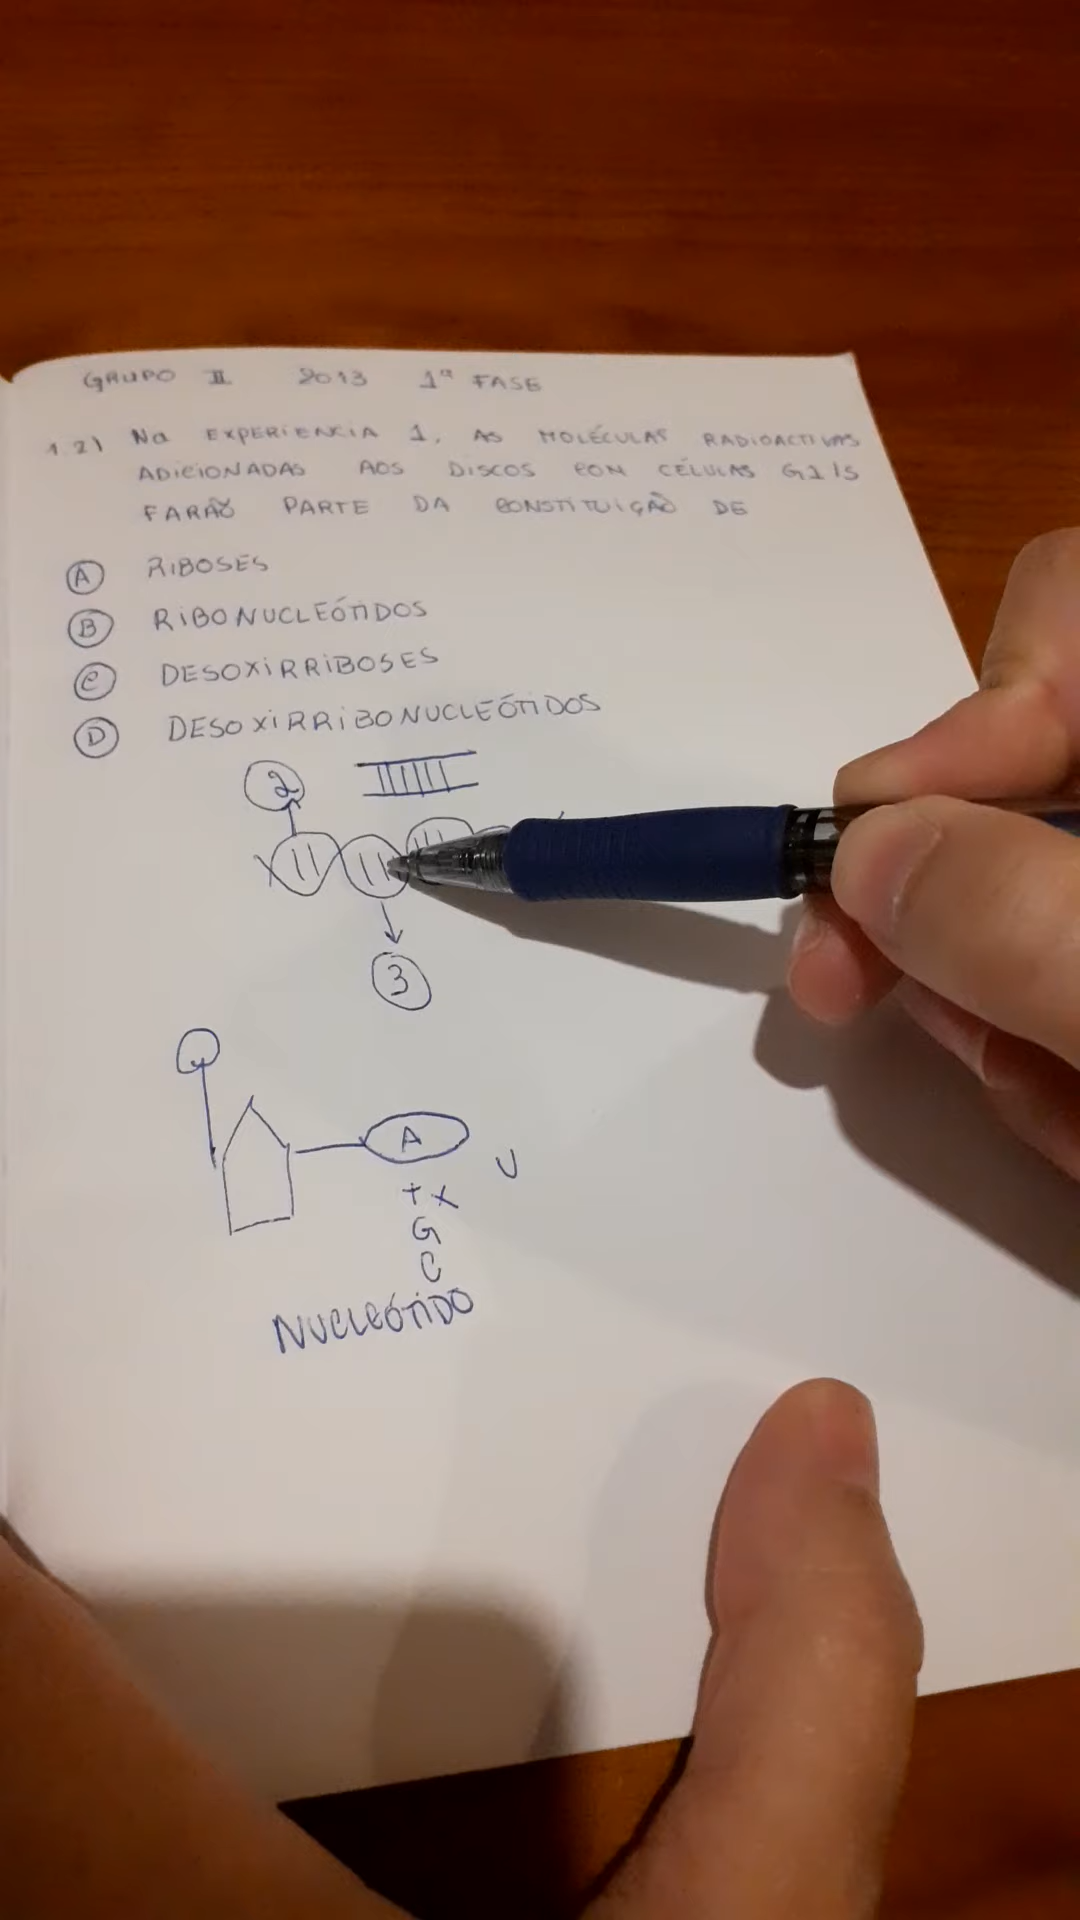 GRUPO II 2013 1ª FASE
1.2) Na EXPERIENCIA 1, AS MOLÉCULAS RADIOACTIVAS
ADICIONADAS AOS DISCOS COM CÉLULAS G1/S
FARÃO PARTE DA CONSTITUIÇÃO DE
A RIBOSES
B RIBONUCLEÓTIDOS
C DESOXIRRIBOSES
D DESOXIRRIBONUCLEÓTIDOS
2
3
A
U
T X
G
C
NUCLEÓTIDO